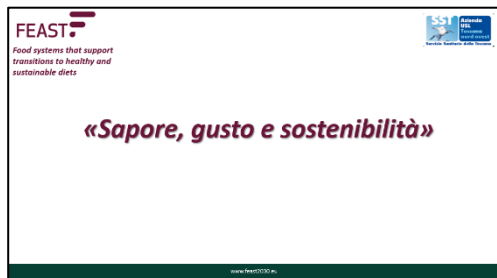 FEAST
Food systems that support
transitions to healthy and
sustainable diets
SST
Azienda
USL
Toscana
nord ovest
Servizio Sanitario della Toscana
«Sapore, gusto e sostenibilità»
www.feast2030.eu